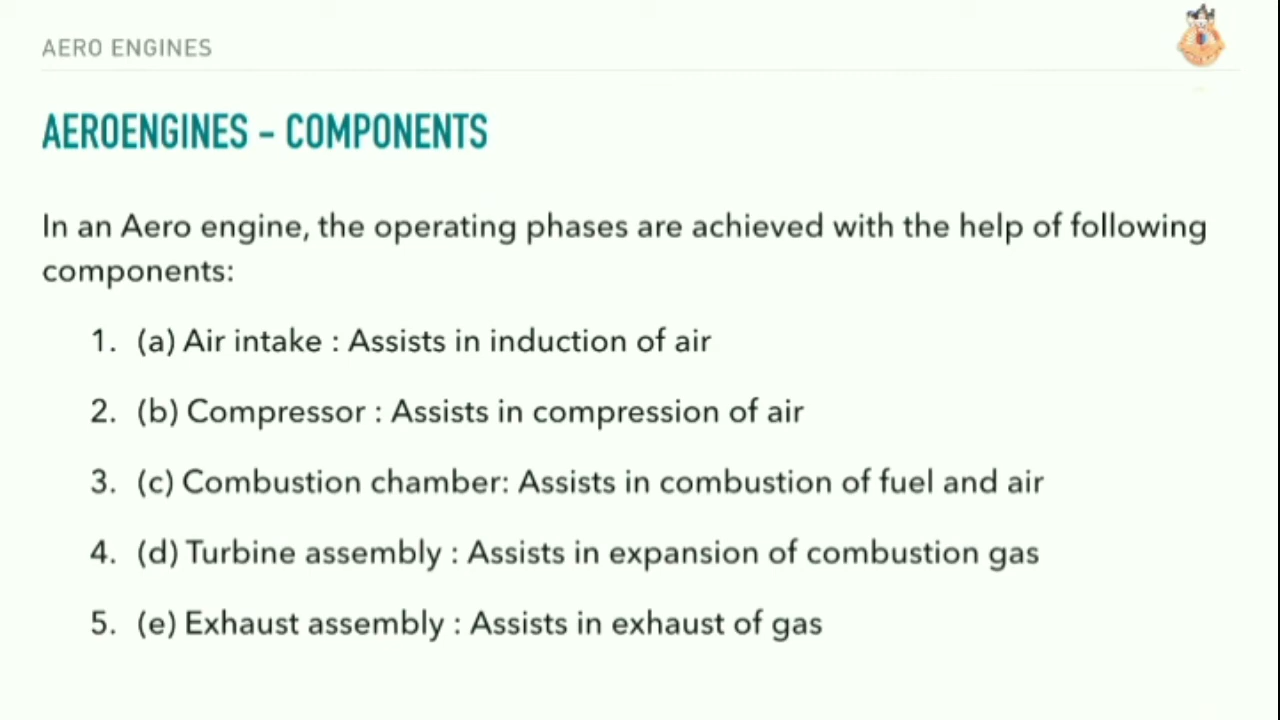 AERO ENGINES
AEROENGINES – COMPONENTS
In an Aero engine, the operating phases are achieved with the help of following
components:
1. (a) Air intake : Assists in induction of air
2. (b) Compressor : Assists in compression of air
3. (c) Combustion chamber: Assists in combustion of fuel and air
4. (d) Turbine assembly : Assists in expansion of combustion gas
5. (e) Exhaust assembly : Assists in exhaust of gas